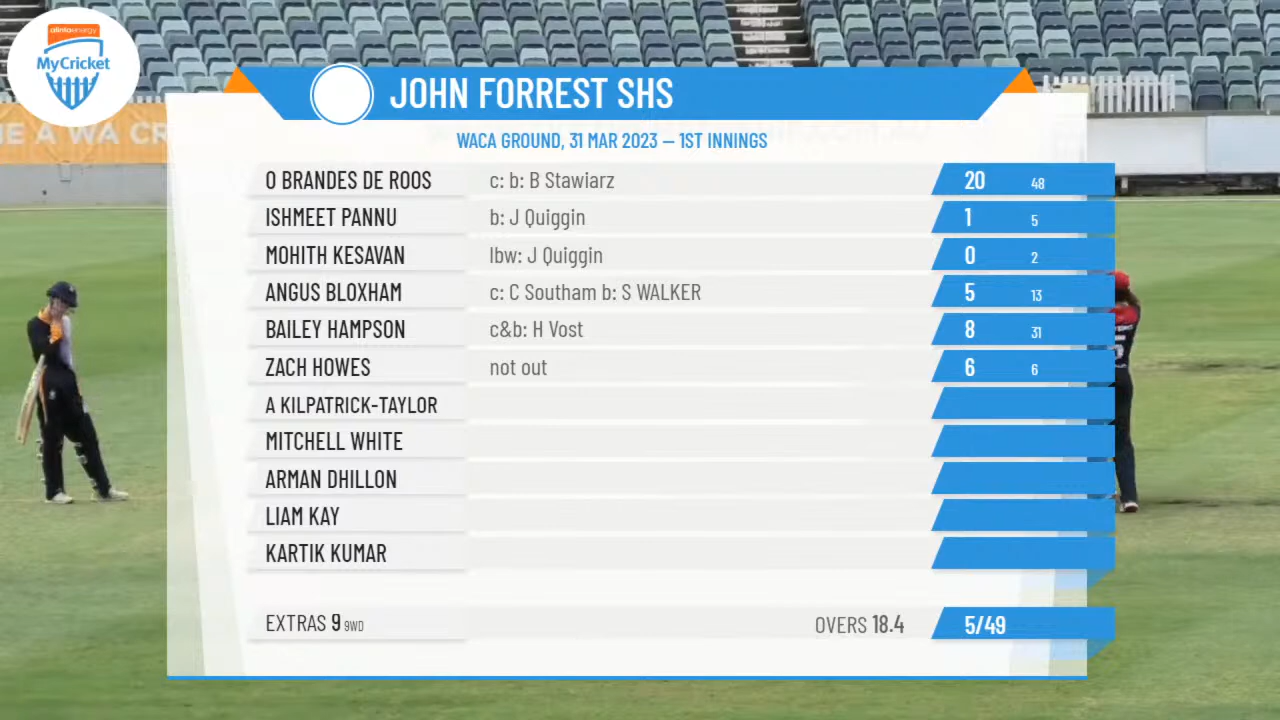 alintaenergy
MyCricket
JOHN FORREST SHS
WACA GROUND, 31 MAR 2023 – 1ST INNINGS
O BRANDES DE ROOS c: b: B Stawiarz 20 48
ISHMEET PANNU b: J Quiggin 1 5
MOHITH KESAVAN lbw: J Quiggin 0 2
ANGUS BLOXHAM c: C Southam b: S WALKER 5 13
BAILEY HAMPSON c&b: H Vost 8 31
ZACH HOWES not out 6 6
A KILPATRICK-TAYLOR
MITCHELL WHITE
ARMAN DHILLON
LIAM KAY
KARTIK KUMAR
EXTRAS 9 9WD OVERS 18.4 5/49
A WA CR